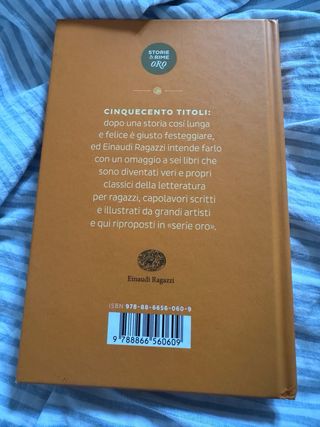 STORIE
& RIME
ORO
CINQUECENTO TITOLI:
dopo una storia così lunga
e felice è giusto festeggiare,
ed Einaudi Ragazzi intende farlo
con un omaggio a sei libri che
sono diventati veri e propri
classici della letteratura
per ragazzi, capolavori scritti
e illustrati da grandi artisti
e qui riproposti in «serie oro».
Einaudi Ragazzi
ISBN 978-88-6656-060-9
9 788866 560609